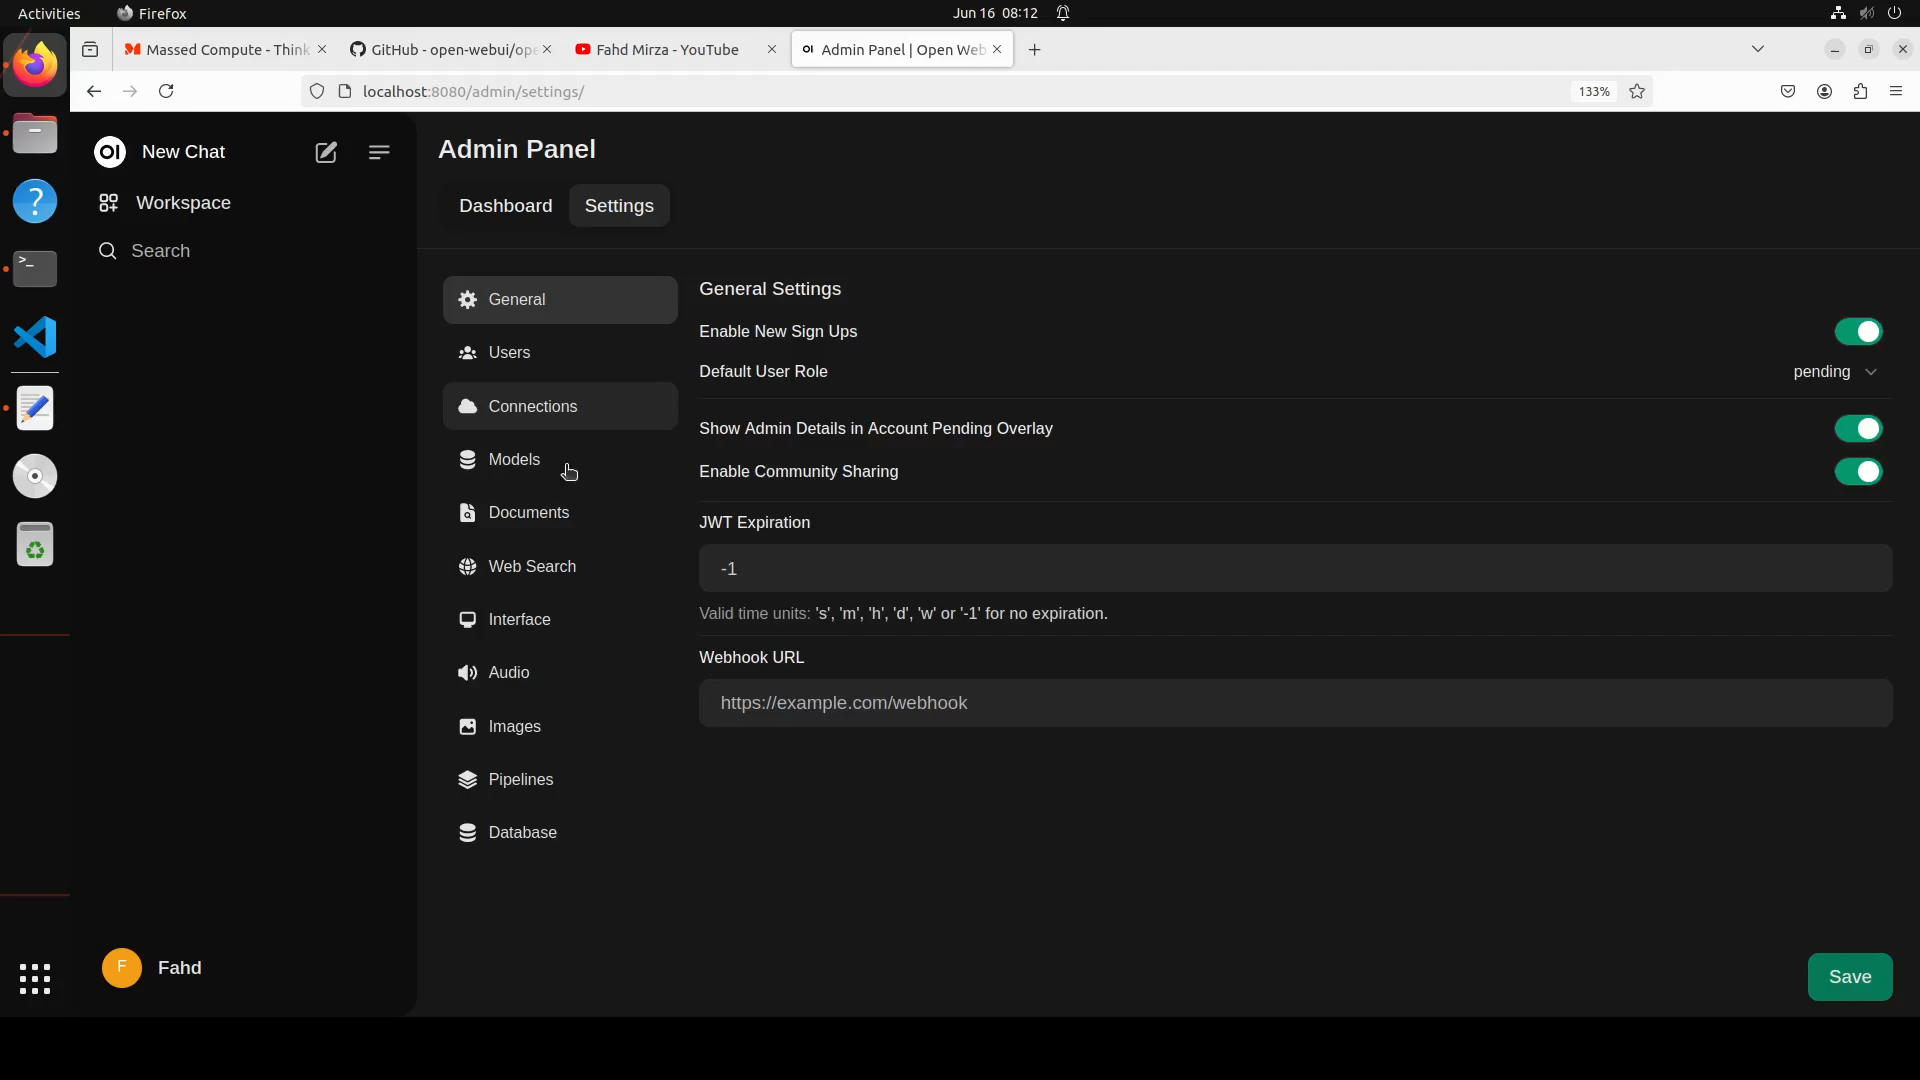 Activities
Firefox
Jun 16 08:12
Massed Compute - Think
GitHub - open-webui/ope
Fahd Mirza - YouTube
Admin Panel | Open Web
localhost:8080/admin/settings/
133%
OI
New Chat
Workspace
Search
Admin Panel
Dashboard
Settings
General
Users
Connections
Models
Documents
Web Search
Interface
Audio
Images
Pipelines
Database
General Settings
Enable New Sign Ups
Default User Role
pending
Show Admin Details in Account Pending Overlay
Enable Community Sharing
JWT Expiration
-1
Valid time units: 's', 'm', 'h', 'd', 'w' or '-1' for no expiration.
Webhook URL
https://example.com/webhook
F
Fahd
Save